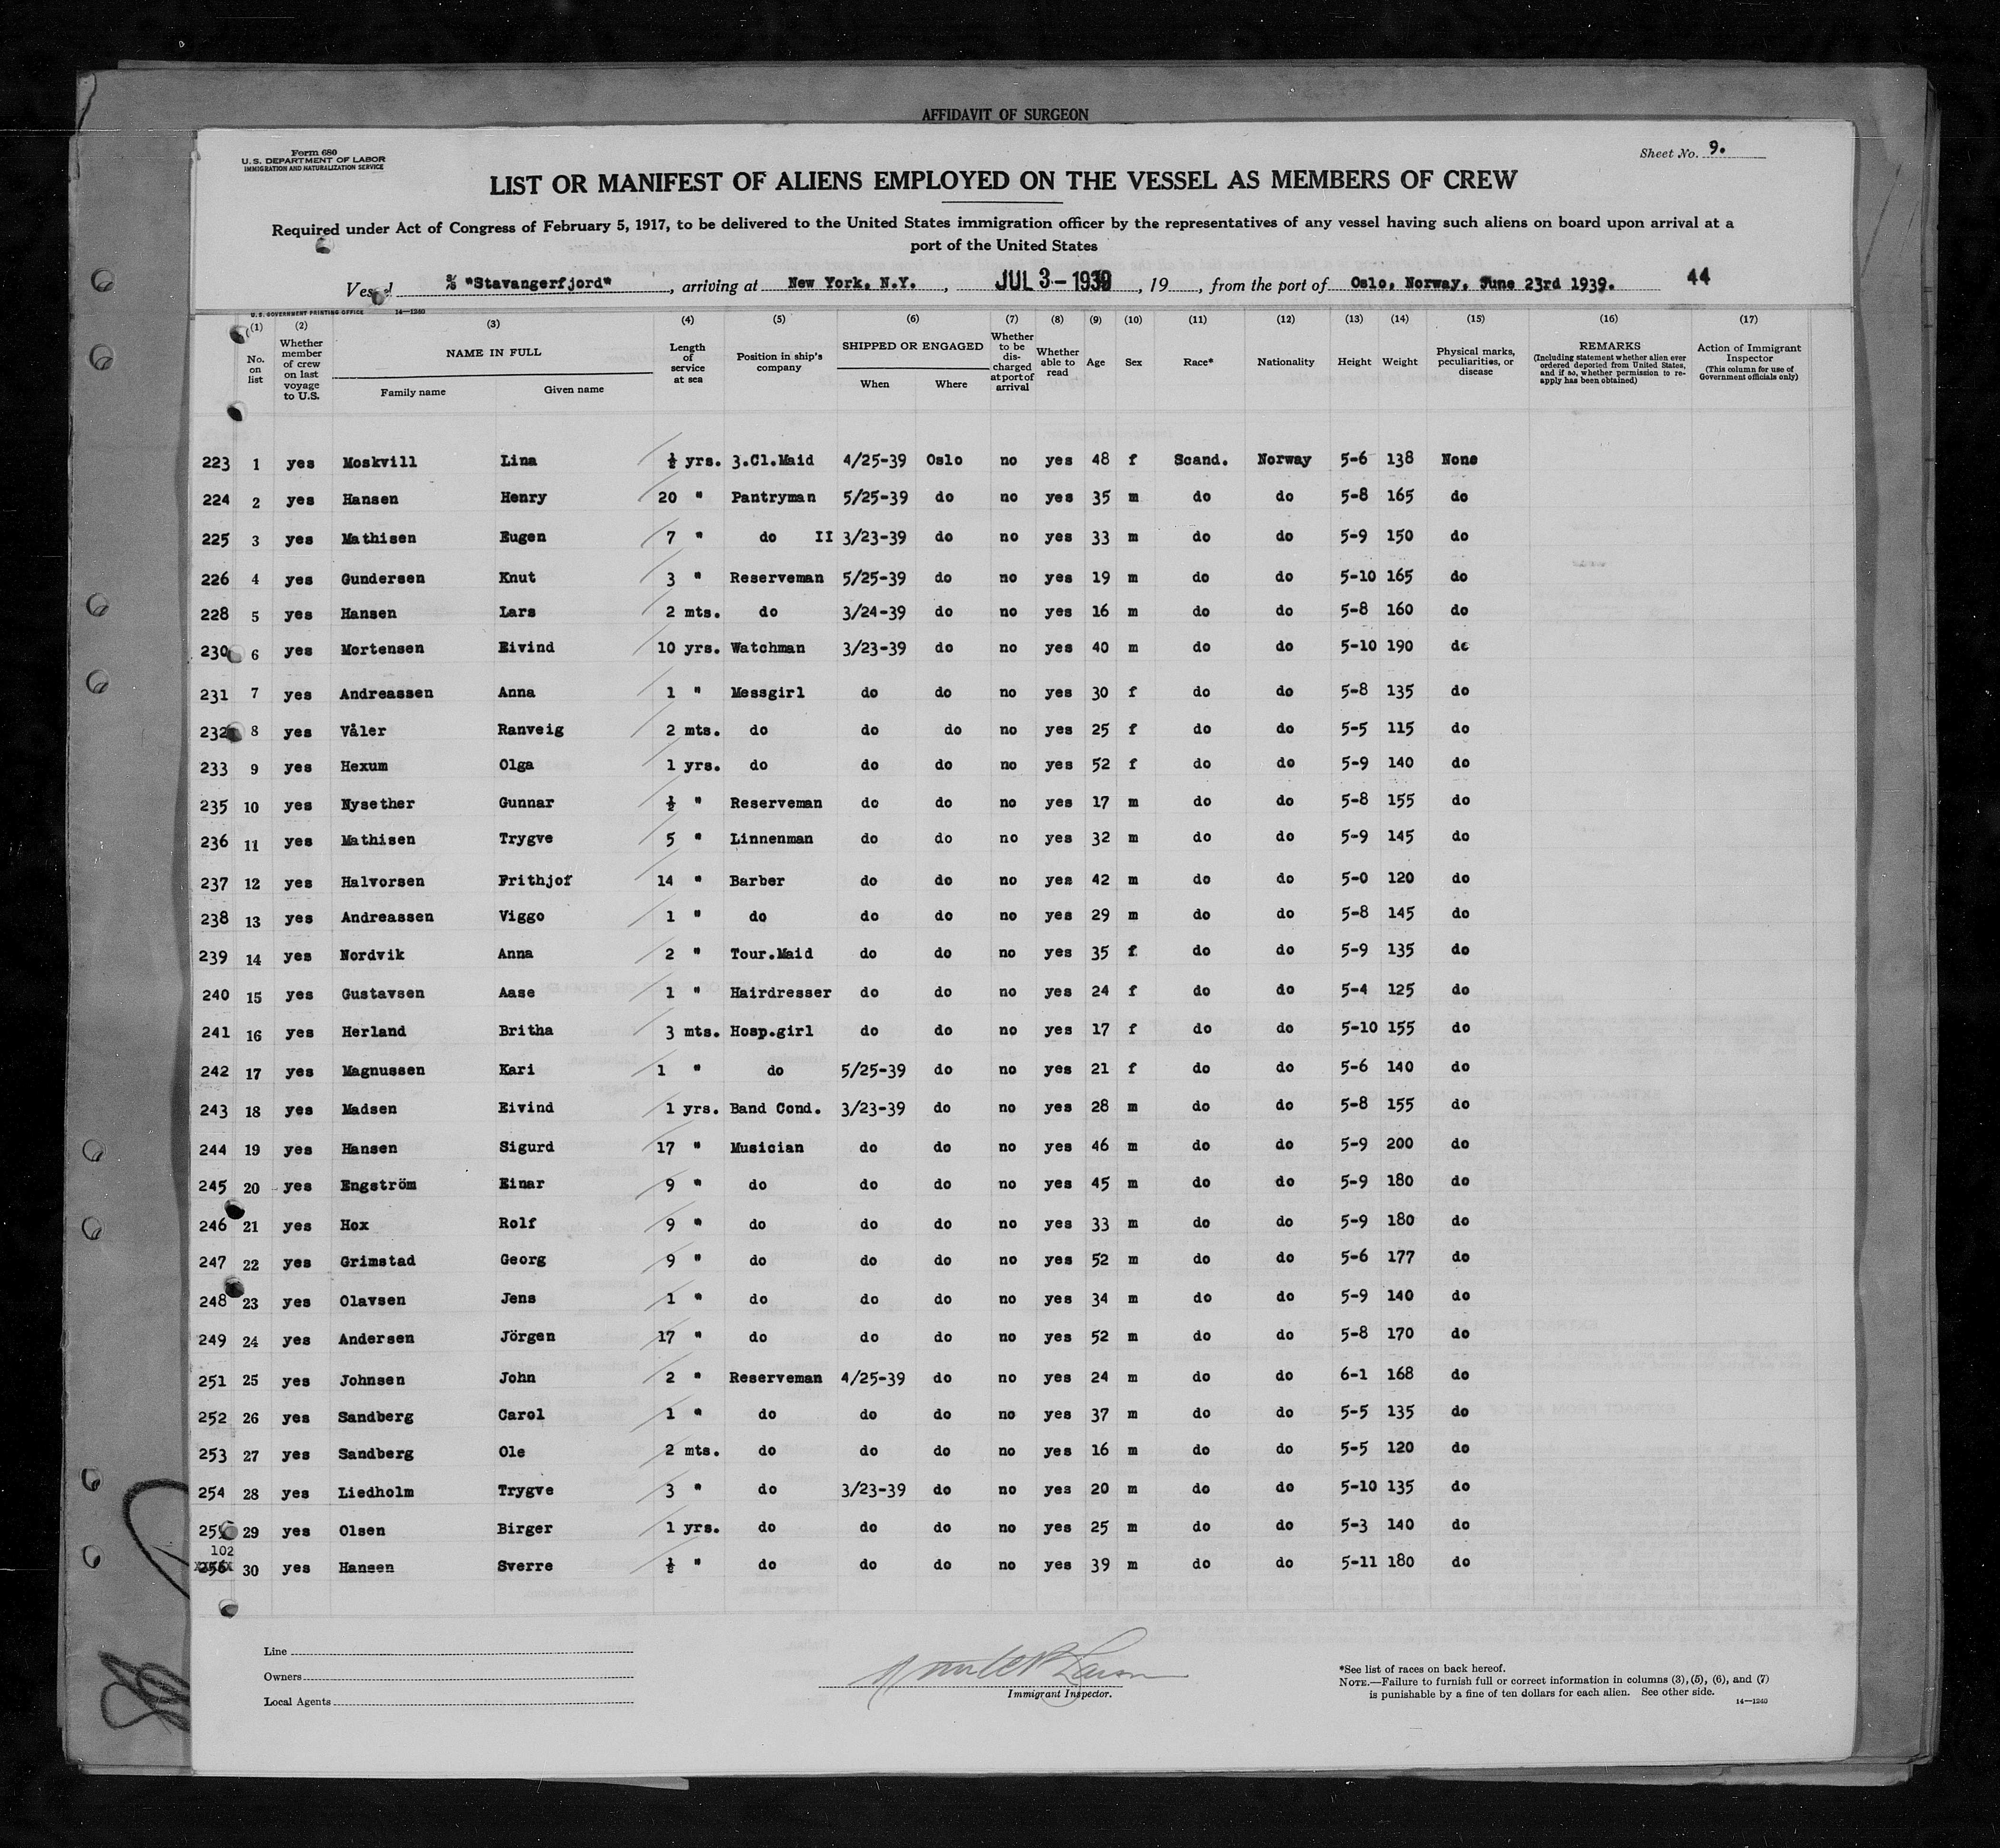 AFFIDAVIT OF SURGEON
Form 680
U.S. DEPARTMENT OF LABOR
IMMIGRATION AND NATURALIZATION SERVICE
Sheet No. 9.
LIST OR MANIFEST OF ALIENS EMPLOYED ON THE VESSEL AS MEMBERS OF CREW
Required under Act of Congress of February 5, 1917, to be delivered to the United States immigration officer by the representatives of any vessel having such aliens on board upon arrival at a
port of the United States
Vessel S/S "Stavangerfjord", arriving at New York, N.Y., JUL 3-1939, 19, from the port of Oslo, Norway, June 23rd 1939. 44
U.S. GOVERNMENT PRINTING OFFICE 14—1240
(1) No. on list (2) Whether member of crew on last voyage to U.S. (3) NAME IN FULL Family name Given name (4) Length of service at sea (5) Position in ship's company (6) SHIPPED OR ENGAGED When Where (7) Whether to be discharged at port of arrival (8) Whether able to read (9) Age (10) Sex (11) Race* (12) Nationality (13) Height (14) Weight (15) Physical marks, peculiarities, or disease (16) REMARKS (Including statement whether alien ever ordered deported from United States, and if so, whether permission to reapply has been obtained) (17) Action of Immigrant Inspector (This column for use of Government officials only)
223 1 yes Moskvill Lina ½ yrs. 3.Cl.Maid 4/25-39 Oslo no yes 48 f Scand. Norway 5-6 138 None
224 2 yes Hansen Henry 20 " Pantryman 5/25-39 do no yes 35 m do do 5-8 165 do
225 3 yes Mathisen Eugen 7 " do II 3/23-39 do no yes 33 m do do 5-9 150 do
226 4 yes Gundersen Knut 3 " Reserveman 5/25-39 do no yes 19 m do do 5-10 165 do
228 5 yes Hansen Lars 2 mts. do 3/24-39 do no yes 16 m do do 5-8 160 do
230 6 yes Mortensen Eivind 10 yrs. Watchman 3/23-39 do no yes 40 m do do 5-10 190 do
231 7 yes Andreassen Anna 1 " Messgirl do do no yes 30 f do do 5-8 135 do
232 8 yes Våler Ranveig 2 mts. do do do no yes 25 f do do 5-5 115 do
233 9 yes Hexum Olga 1 yrs. do do do no yes 52 f do do 5-9 140 do
235 10 yes Nysether Gunnar ½ " Reserveman do do no yes 17 m do do 5-8 155 do
236 11 yes Mathisen Trygve 5 " Linnenman do do no yes 32 m do do 5-9 145 do
237 12 yes Halvorsen Frithjof 14 " Barber do do no yes 42 m do do 5-0 120 do
238 13 yes Andreassen Viggo 1 " do do do no yes 29 m do do 5-8 145 do
239 14 yes Nordvik Anna 2 " Tour.Maid do do no yes 35 f do do 5-9 135 do
240 15 yes Gustavsen Aase 1 " Hairdresser do do no yes 24 f do do 5-4 125 do
241 16 yes Herland Britha 3 mts. Hosp.girl do do no yes 17 f do do 5-10 155 do
242 17 yes Magnussen Kari 1 " do 5/25-39 do no yes 21 f do do 5-6 140 do
243 18 yes Madsen Eivind 1 yrs. Band Cond. 3/23-39 do no yes 28 m do do 5-8 155 do
244 19 yes Hansen Sigurd 17 " Musician do do no yes 46 m do do 5-9 200 do
245 20 yes Engström Einar 9 " do do do no yes 45 m do do 5-9 180 do
246 21 yes Hox Rolf 9 " do do do no yes 33 m do do 5-9 180 do
247 22 yes Grimstad Georg 9 " do do do no yes 52 m do do 5-6 177 do
248 23 yes Olavsen Jens 1 " do do do no yes 34 m do do 5-9 140 do
249 24 yes Andersen Jörgen 17 " do do do no yes 52 m do do 5-8 170 do
251 25 yes Johnsen John 2 " Reserveman 4/25-39 do no yes 24 m do do 6-1 168 do
252 26 yes Sandberg Carol 1 " do do do no yes 37 m do do 5-5 135 do
253 27 yes Sandberg Ole 2 mts. do do do no yes 16 m do do 5-5 120 do
254 28 yes Liedholm Trygve 3 " do 3/23-39 do no yes 20 m do do 5-10 135 do
255 29 yes Olsen Birger 1 yrs. do do do no yes 25 m do do 5-3 140 do
102
256 30 yes Hansen Sverre ½ " do do do no yes 39 m do do 5-11 180 do
Line
Owners
Local Agents
Immigrant Inspector.
*See list of races on back hereof.
NOTE.—Failure to furnish full or correct information in columns (3), (5), (6), and (7)
is punishable by a fine of ten dollars for each alien. See other side.
14—1240